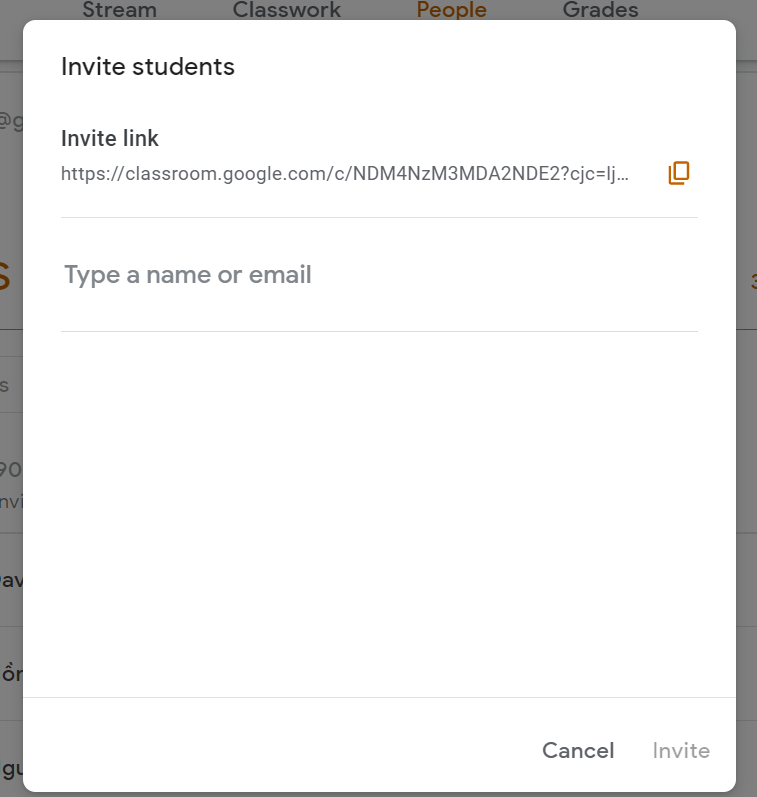 Stream Classwork People Grades
Invite students
Invite link
https://classroom.google.com/c/NDM4NzM3MDA2NDE2?cjc=lj...
Type a name or email
90
Cancel Invite